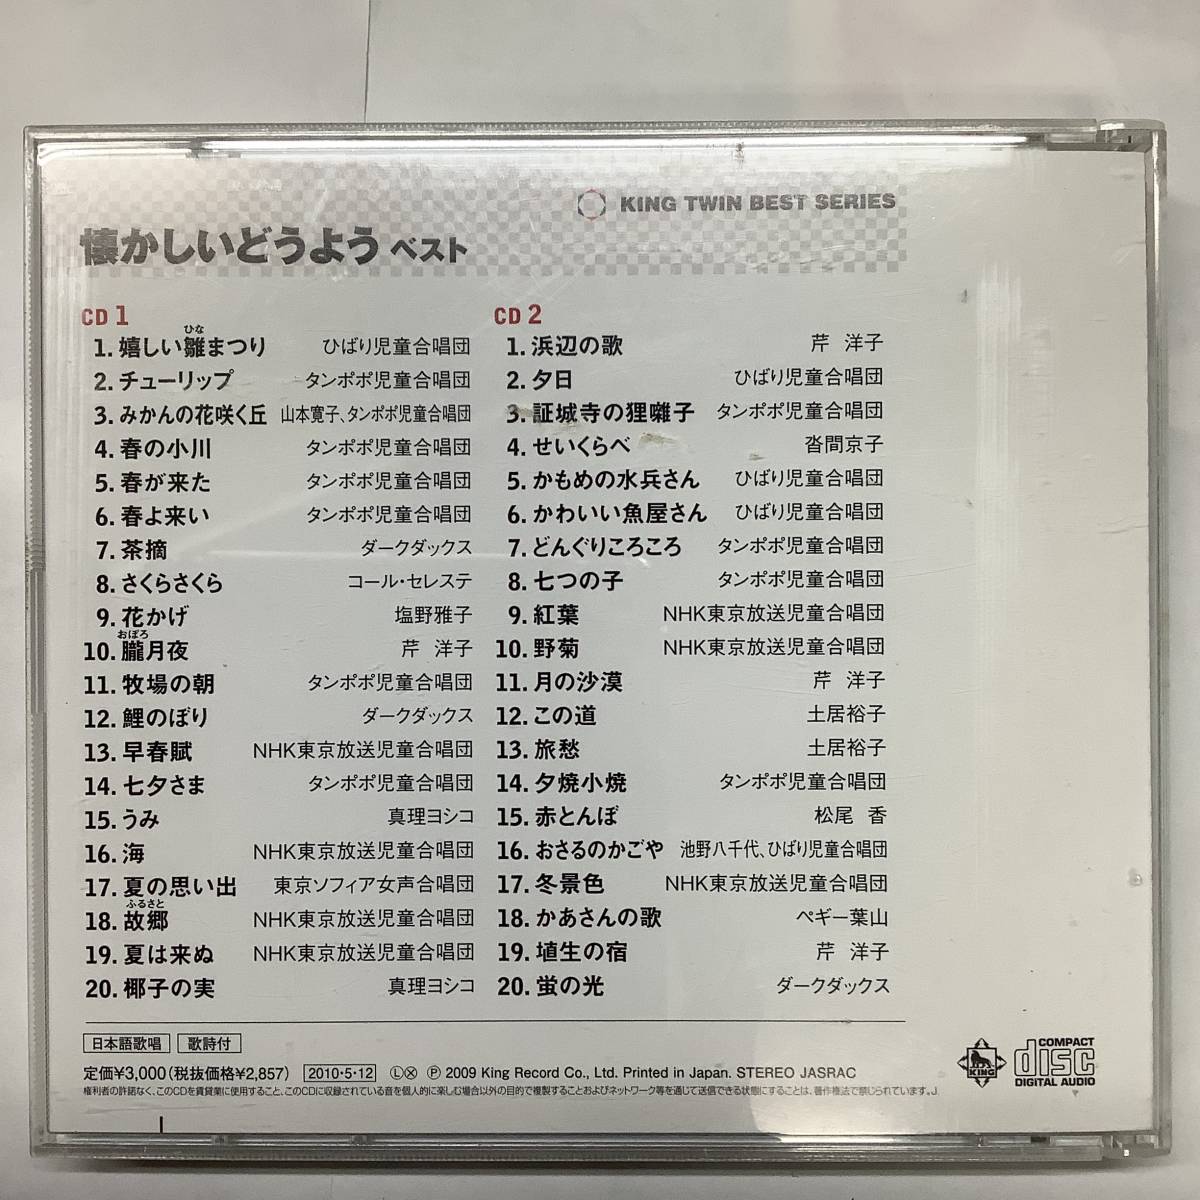 KING TWIN BEST SERIES
懐かしいどうよう ベスト
CD 1
ひな
1. 嬉しい雛まつり ひばり児童合唱団
2. チューリップ タンポポ児童合唱団
3. みかんの花咲く丘 山本寛子、タンポポ児童合唱団
4. 春の小川 タンポポ児童合唱団
5. 春が来た タンポポ児童合唱団
6. 春よ来い タンポポ児童合唱団
7. 茶摘 ダークダックス
8. さくらさくら コール・セレステ
9. 花かげ 塩野雅子
おぼろ
10. 朧月夜 芹 洋子
11. 牧場の朝 タンポポ児童合唱団
12. 鯉のぼり ダークダックス
13. 早春賦 NHK東京放送児童合唱団
14. 七夕さま タンポポ児童合唱団
15. うみ 真理ヨシコ
16. 海 NHK東京放送児童合唱団
17. 夏の思い出 東京ソフィア女声合唱団
ふるさと
18. 故郷 NHK東京放送児童合唱団
19. 夏は来ぬ NHK東京放送児童合唱団
20. 椰子の実 真理ヨシコ
CD 2
1. 浜辺の歌 芹 洋子
2. 夕日 ひばり児童合唱団
3. 証城寺の狸囃子 タンポポ児童合唱団
4. せいくらべ 沓間京子
5. かもめの水兵さん ひばり児童合唱団
6. かわいい魚屋さん ひばり児童合唱団
7. どんぐりころころ タンポポ児童合唱団
8. 七つの子 タンポポ児童合唱団
9. 紅葉 NHK東京放送児童合唱団
10. 野菊 NHK東京放送児童合唱団
11. 月の沙漠 芹 洋子
12. この道 土居裕子
13. 旅愁 土居裕子
14. 夕焼小焼 タンポポ児童合唱団
15. 赤とんぼ 松尾 香
16. おさるのかごや 池野八千代、ひばり児童合唱団
17. 冬景色 NHK東京放送児童合唱団
18. かあさんの歌 ペギー葉山
19. 埴生の宿 芹 洋子
20. 蛍の光 ダークダックス
日本語歌唱 歌詩付
定価¥3,000(税抜価格¥2,857) 2010・5・12 Ⓛ Ⓧ Ⓟ 2009 King Record Co., Ltd. Printed in Japan. STEREO JASRAC
権利者の許諾なく、このCDを賃貸業に使用すること、このCDに収録されている音を個人的に楽しむ場合以外の目的で複製することおよびネットワーク等を通じて送信できる状態にすることは、著作権法で禁じられています。J
KING
COMPACT
disc
DIGITAL AUDIO